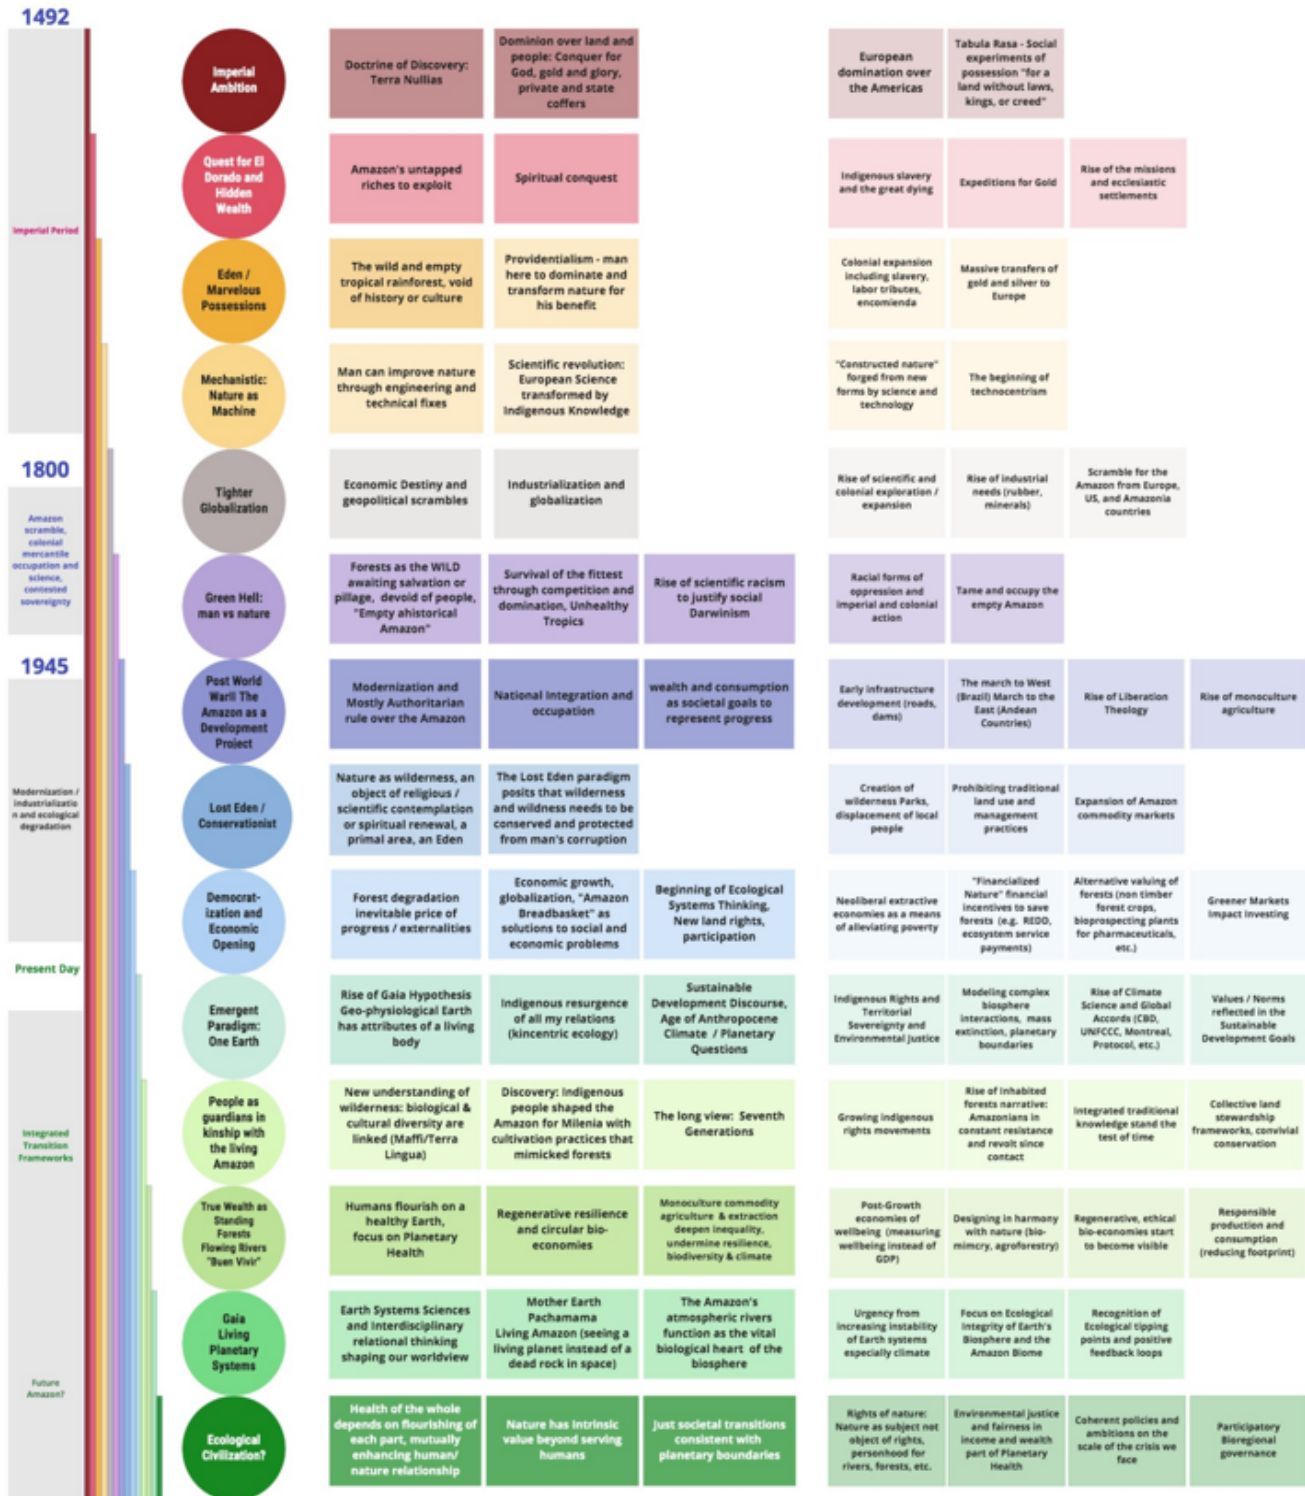 1492
Imperial
Ambition
Doctrine of Discovery:
Terra Nullias
Dominion over land and
people: Conquer for
God, gold and glory,
private and state
coffers
European
domination over
the Americas
Tabula Rasa - Social
experiments of
possession "for a
land without laws,
kings, or creed"
Imperial Period
Quest for El
Dorado and
Hidden
Wealth
Amazon's untapped
riches to exploit
Spiritual conquest
Indigenous slavery
and the great dying
Expeditions for Gold
Rise of the missions
and ecclesiastic
settlements
Eden /
Marvelous
Possessions
The wild and empty
tropical rainforest, void
of history or culture
Providentialism - man
here to dominate and
transform nature for
his benefit
Colonial expansion
including slavery,
labor tributes,
encomienda
Massive transfers of
gold and silver to
Europe
Mechanistic:
Nature as
Machine
Man can improve nature
through engineering and
technical fixes
Scientific revolution:
European Science
transformed by
Indigenous Knowledge
"Constructed nature"
forged from new
forms by science and
technology
The beginning of
technocentrism
1800
Amazon
scramble,
colonial
mercantile
occupation and
science,
contested
sovereignty
Tighter
Globalization
Economic Destiny and
geopolitical scrambles
Industrialization and
globalization
Rise of scientific and
colonial exploration /
expansion
Rise of industrial
needs (rubber,
minerals)
Scramble for the
Amazon from Europe,
US, and Amazonia
countries
Green Hell:
man vs nature
Forests as the WILD
awaiting salvation or
pillage, devoid of people,
"Empty ahistorical
Amazon"
Survival of the fittest
through competition and
domination, Unhealthy
Tropics
Rise of scientific racism
to justify social
Darwinism
Racial forms of
oppression and
imperial and colonial
action
Tame and occupy the
empty Amazon
1945
Modernization /
industrializatio
n and ecological
degradation
Post World
WarII The
Amazon as a
Development
Project
Modernization and
Mostly Authoritarian
rule over the Amazon
National Integration and
occupation
wealth and consumption
as societal goals to
represent progress
Early infrastructure
development (roads,
dams)
The march to West
(Brazil) March to the
East (Andean
Countries)
Rise of Liberation
Theology
Rise of monoculture
agriculture
Lost Eden /
Conservationist
Nature as wilderness, an
object of religious /
scientific contemplation
or spiritual renewal, a
primal area, an Eden
The Lost Eden paradigm
posits that wilderness
and wildness needs to be
conserved and protected
from man's corruption
Creation of
wilderness Parks,
displacement of local
people
Prohibiting traditional
land use and
management
practices
Expansion of Amazon
commodity markets
Democrat-
ization and
Economic
Opening
Forest degradation
inevitable price of
progress / externalities
Economic growth,
globalization, "Amazon
Breadbasket" as
solutions to social and
economic problems
Beginning of Ecological
Systems Thinking,
New land rights,
participation
Neoliberal extractive
economies as a means
of alleviating poverty
"Financialized
Nature" financial
incentives to save
forests (e.g. REDD,
ecosystem service
payments)
Alternative valuing of
forests (non timber
forest crops,
bioprospecting plants
for pharmaceuticals,
etc.)
Greener Markets
Impact Investing
Present Day
Integrated
Transition
Frameworks
Emergent
Paradigm:
One Earth
Rise of Gaia Hypothesis
Geo-physiological Earth
has attributes of a living
body
Indigenous resurgence
of all my relations
(kincentric ecology)
Sustainable
Development Discourse,
Age of Anthropocene
Climate / Planetary
Questions
Indigenous Rights and
Territorial
Sovereignty and
Environmental Justice
Modeling complex
biosphere
interactions, mass
extinction, planetary
boundaries
Rise of Climate
Science and Global
Accords (CBD,
UNFCCC, Montreal,
Protocol, etc.)
Values / Norms
reflected in the
Sustainable
Development Goals
People as
guardians in
kinship with
the living
Amazon
New understanding of
wilderness: biological &
cultural diversity are
linked (Maffi/Terra
Lingua)
Discovery: Indigenous
people shaped the
Amazon for Milenia with
cultivation practices that
mimicked forests
The long view: Seventh
Generations
Growing indigenous
rights movements
Rise of Inhabited
forests narrative:
Amazonians in
constant resistance
and revolt since
contact
Integrated traditional
knowledge stand the
test of time
Collective land
stewardship
frameworks, convivial
conservation
True Wealth as
Standing
Forests
Flowing Rivers
"Buen Vivir"
Humans flourish on a
healthy Earth,
focus on Planetary
Health
Regenerative resilience
and circular bio-
economies
Monoculture commodity
agriculture & extraction
deepen inequality,
undermine resilience,
biodiversity & climate
Post-Growth
economies of
wellbeing (measuring
wellbeing instead of
GDP)
Designing in harmony
with nature (bio-
mimcry, agroforestry)
Regenerative, ethical
bio-economies start
to become visible
Responsible
production and
consumption
(reducing footprint)
Gaia
Living
Planetary
Systems
Earth Systems Sciences
and Interdisciplinary
relational thinking
shaping our worldview
Mother Earth
Pachamama
Living Amazon (seeing a
living planet instead of a
dead rock in space)
The Amazon's
atmospheric rivers
function as the vital
biological heart of the
biosphere
Urgency from
increasing instability
of Earth systems
especially climate
Focus on Ecological
Integrity of Earth's
Biosphere and the
Amazon Biome
Recognition of
Ecological tipping
points and positive
feedback loops
Future
Amazon?
Ecological
Civilization?
Health of the whole
depends on flourishing of
each part, mutually
enhancing human/
nature relationship
Nature has intrinsic
value beyond serving
humans
Just societal transitions
consistent with
planetary boundaries
Rights of nature:
Nature as subject not
object of rights,
personhood for
rivers, forests, etc.
Environmental justice
and fairness in
income and wealth
part of Planetary
Health
Coherent policies and
ambitions on the
scale of the crisis we
face
Participatory
Bioregional
governance